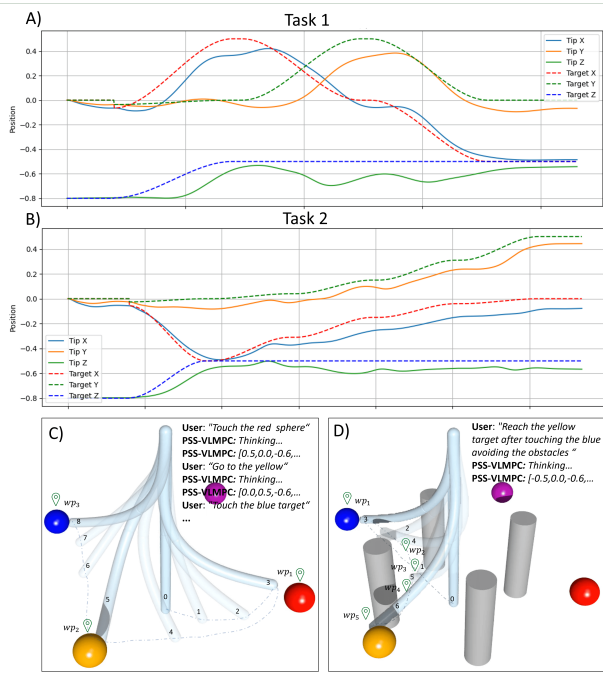 A)
Task 1
0.4
0.2
0.0
−0.2
−0.4
−0.6
−0.8
Position
Tip X
Tip Y
Tip Z
Target X
Target Y
Target Z
B)
Task 2
0.4
0.2
0.0
−0.2
−0.4
−0.6
−0.8
Position
Tip X
Tip Y
Tip Z
Target X
Target Y
Target Z
C)
User: "Touch the red sphere"
PSS-VLMPC: Thinking...
PSS-VLMPC: [0.5,0.0,-0.6,...
User: "Go to the yellow"
PSS-VLMPC: Thinking...
PSS-VLMPC: [0.0,0.5,-0.6,...
User: "Touch the blue target"
...
wp3
8
7
6
5
wp2
4
0
1
2
3
wp1
D)
User: "Reach the yellow
target after touching the blue
avoiding the obstacles "
PSS-VLMPC: Thinking...
PSS-VLMPC: [-0.5,0.0,-0.6,...
wp1
3
2
4
wp2
wp3
1
5
wp4
6
wp5
0